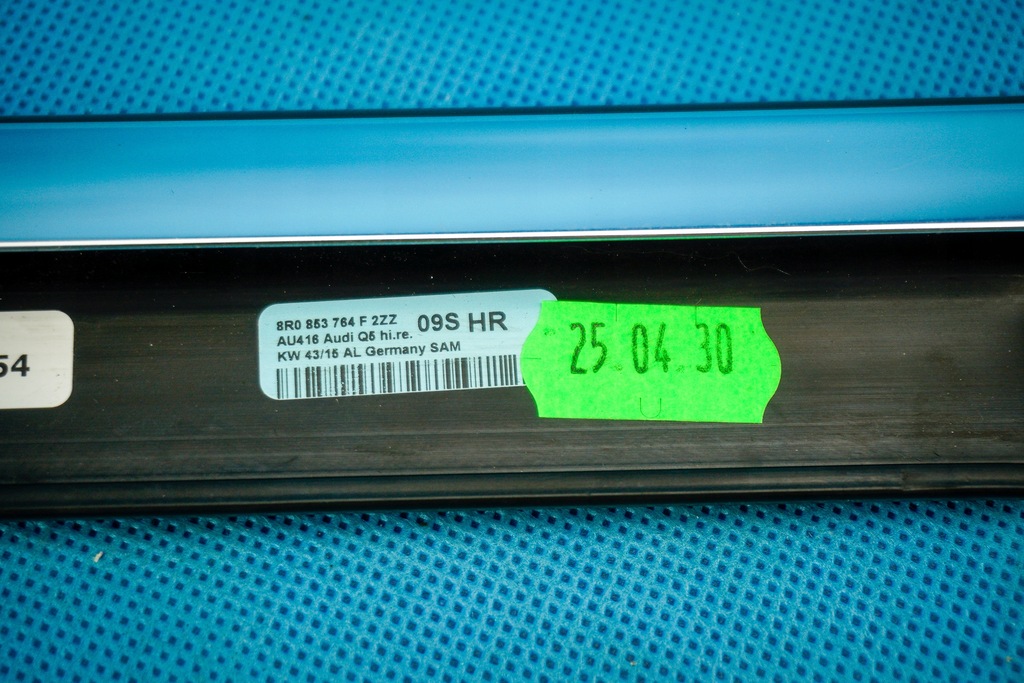 54
8R0 853 764 F 2ZZ 09S HR
AU416 Audi Q5 hi.re.
KW 43/15 AL Germany SAM
25 04 30